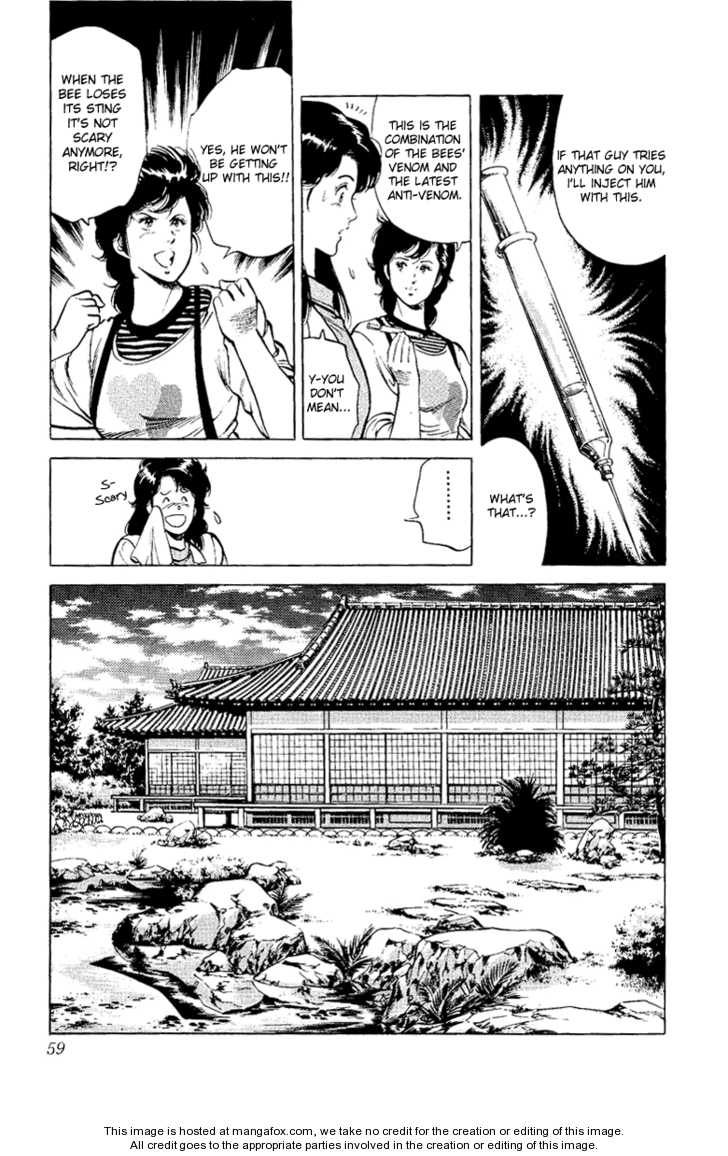 IF THAT GUY TRIES
ANYTHING ON YOU,
I'LL INJECT HIM
WITH THIS.
WHAT'S
THAT...?
THIS IS THE
COMBINATION
OF THE BEES'
VENOM AND
THE LATEST
ANTI-VENOM.
Y-YOU
DON'T
MEAN...
YES, HE WON'T
BE GETTING
UP WITH THIS!!
WHEN THE
BEE LOSES
ITS STING
IT'S NOT
SCARY
ANYMORE,
RIGHT!?
.........
S-
Scary
59
This image is hosted at mangafox.com, we take no credit for the creation or editing of this image.
All credit goes to the appropriate parties involved in the creation or editing of this image.